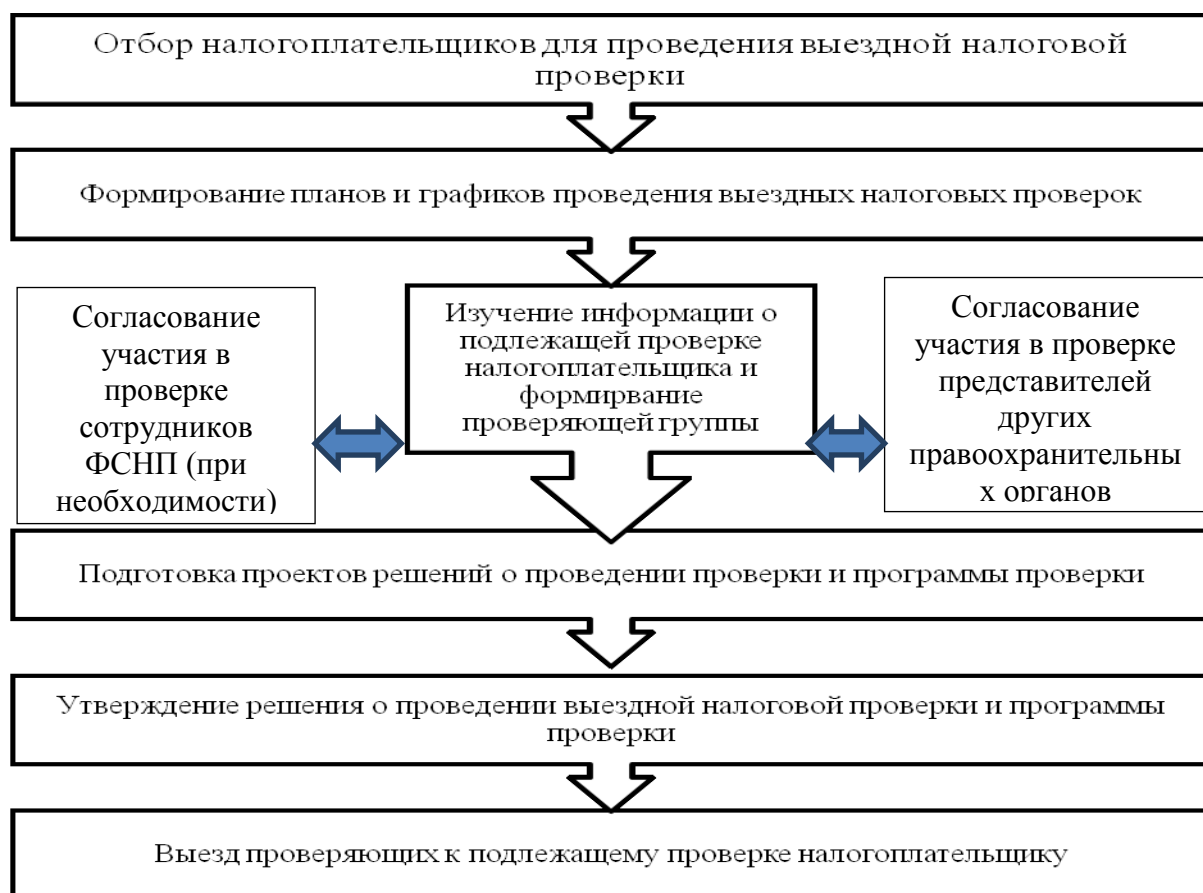 Отбор налогоплательщиков для проведения выездной налоговой
проверки
Формирование планов и графиков проведения выездных налоговых проверок
Согласование
участия в
проверке
сотрудников
ФСНП (при
необходимости)
Изучение информации о
подлежащей проверке
налогоплательщика и
формирвание
проверяющей группы
Согласование
участия в проверке
представителей
других
правоохранительны
х органов
Подготовка проектов решений о проведении проверки и программы проверки
Утверждение решения о проведении выездной налоговой проверки и программы
проверки
Выезд проверяющих к подлежащему проверке налогоплательщику